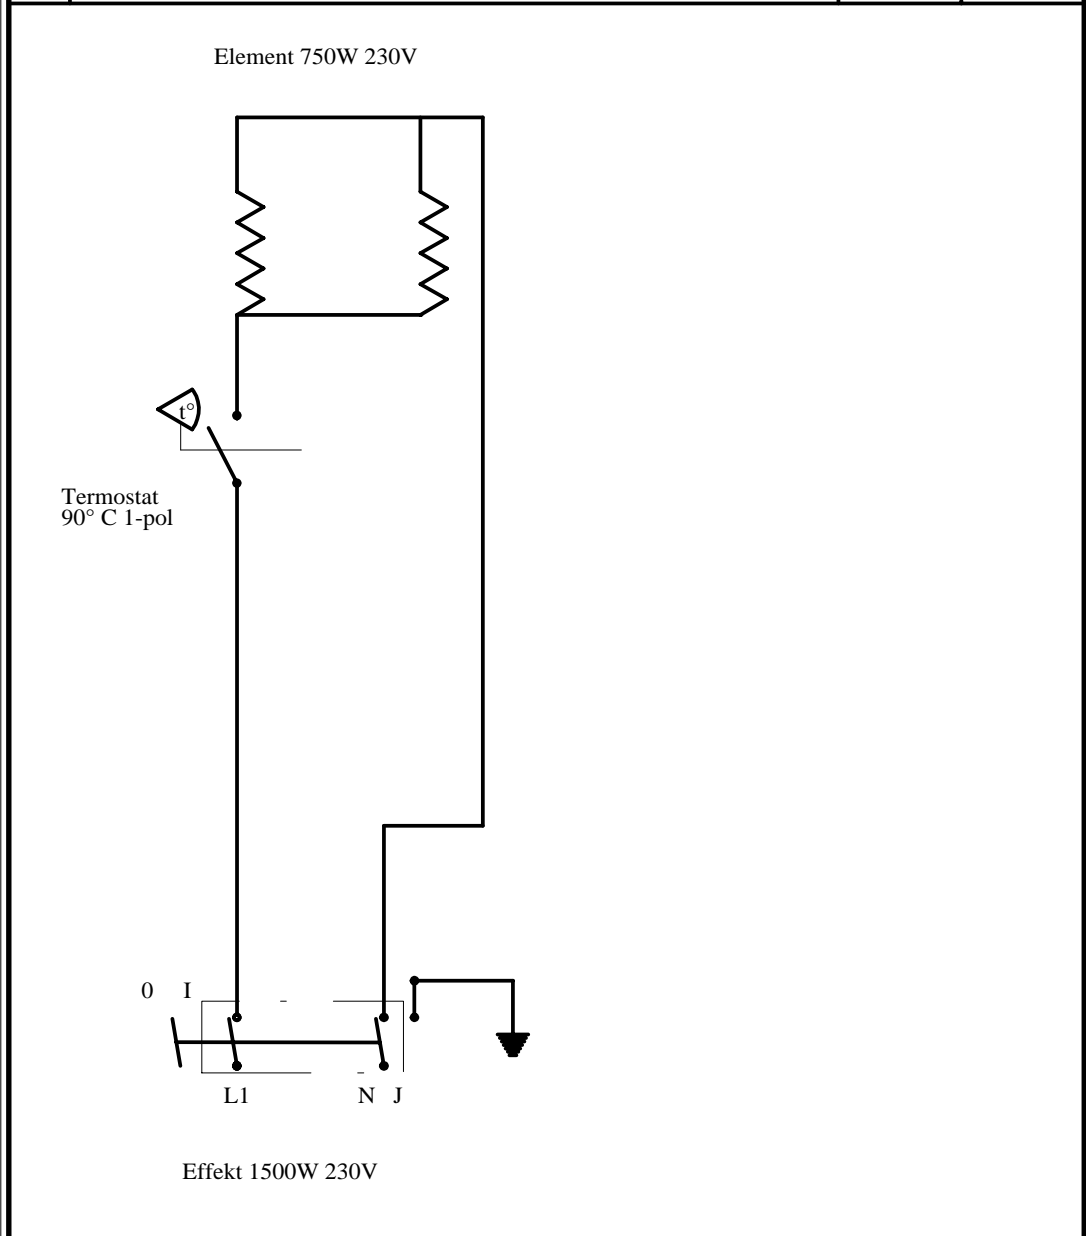 Element 750W 230V
t°
Termostat
90° C 1-pol
0 I
L1 N J
Effekt 1500W 230V